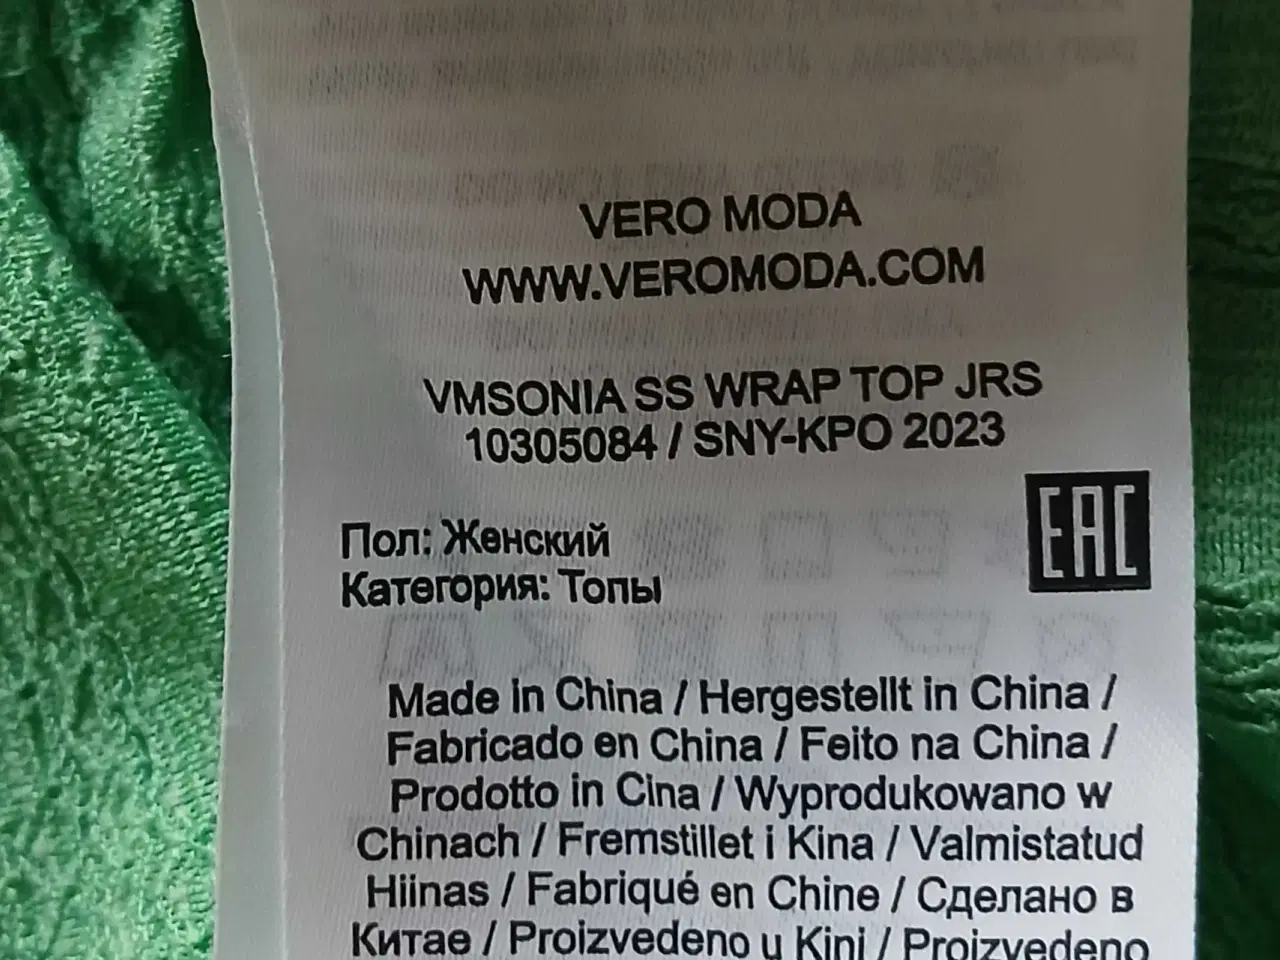 VERO MODA
WWW.VEROMODA.COM
VMSONIA SS WRAP TOP JRS
10305084 / SNY-KPO 2023
EAC
Пол: Женский
Категория: Топы
Made in China / Hergestellt in China /
Fabricado en China / Feito na China /
Prodotto in Cina / Wyprodukowano w
Chinach / Fremstillet i Kina / Valmistatud
Hiinas / Fabriqué en Chine / Сделано в
Китае / Proizvedeno u Kini / Proizvedeno